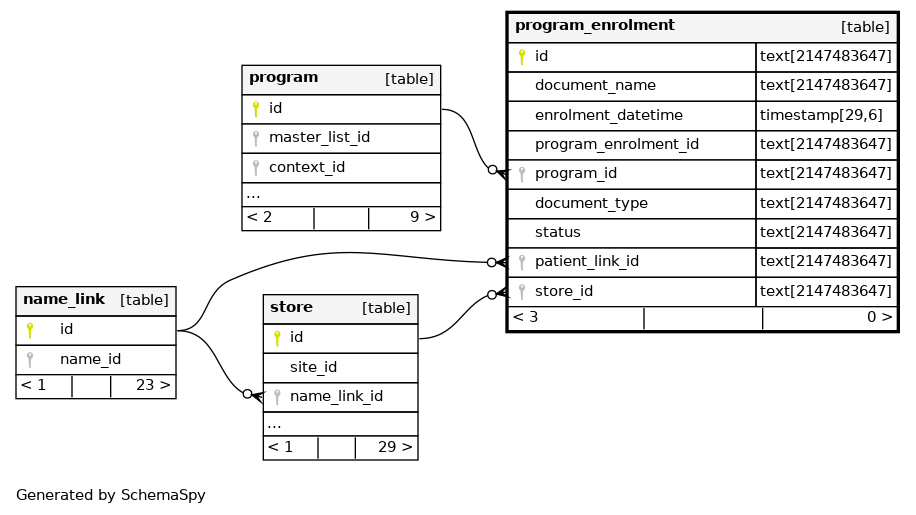 program_enrolment [table]
id text[2147483647]
document_name text[2147483647]
enrolment_datetime timestamp[29,6]
program_enrolment_id text[2147483647]
program_id text[2147483647]
document_type text[2147483647]
status text[2147483647]
patient_link_id text[2147483647]
store_id text[2147483647]
< 3 0 >
program [table]
id
master_list_id
context_id
...
< 2 9 >
name_link [table]
id
name_id
< 1 23 >
store [table]
id
site_id
name_link_id
...
< 1 29 >
Generated by SchemaSpy